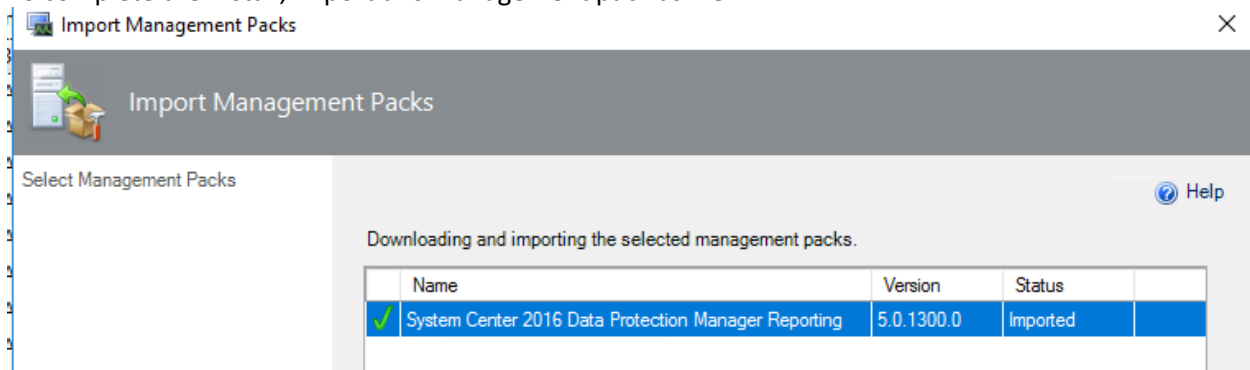 Import Management Packs
Import Management Packs
Select Management Packs
Help
Downloading and importing the selected management packs.
Name Version Status
System Center 2016 Data Protection Manager Reporting 5.0.1300.0 Imported